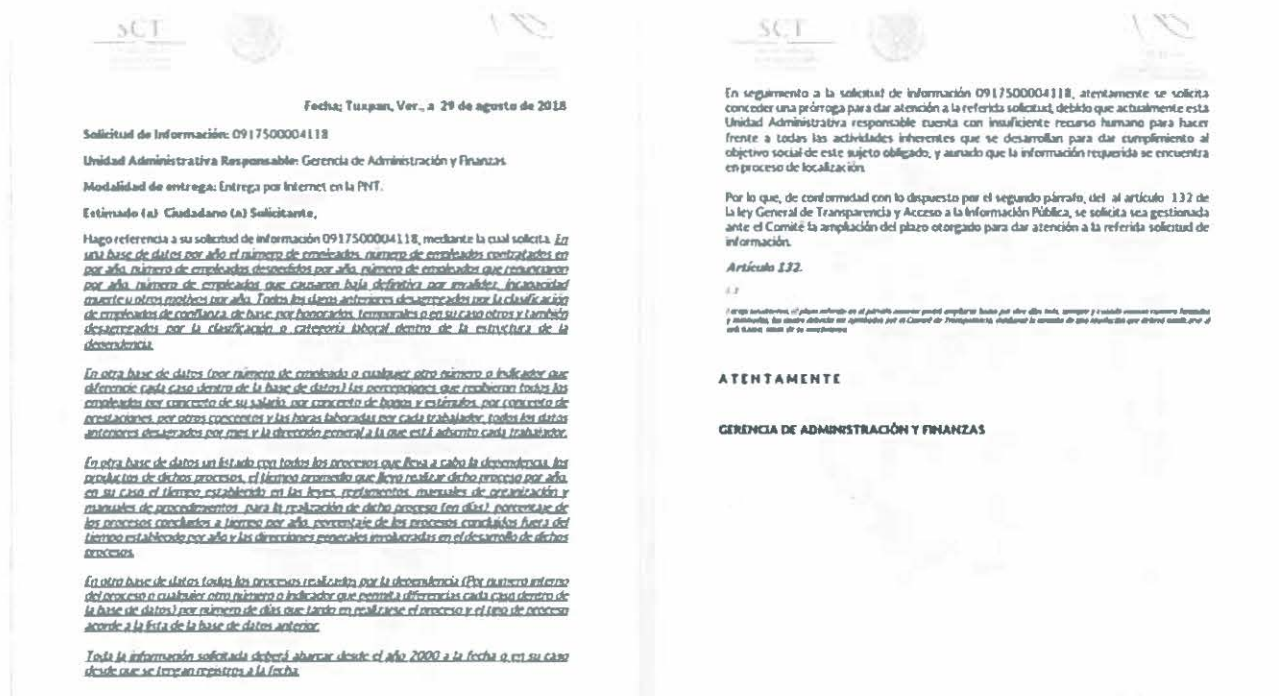 SCT
Fecha; Tuxpan, Ver., a 29 de agosto de 2018
Solicitud de Información: 0917500004118
Unidad Administrativa Responsable: Gerencia de Administración y Finanzas
Modalidad de entrega: Entrega por Internet en la PNT.
Estimado (a) Ciudadano (a) Solicitante,
Hago referencia a su solicitud de información 0917500004118, mediante la cual solicita. En
una base de datos por año el número de empleados, número de empleados contratados en
por año, número de empleados despedidos por año, número de empleados que renunciaron
por año, número de empleados que causaron baja definitiva por invalidez, incapacidad
muerte u otros motivos por año. Todos los datos anteriores desagregados por la clasificación
de empleados de confianza, de base, por honorarios, temporales o en su caso otros y también
desagregados por la clasificación o categoría laboral dentro de la estructura de la
dependencia.
En otra base de datos (por número de empleado o cualquier otro número o indicador que
diferencie cada caso dentro de la base de datos) las percepciones que recibieron todos los
empleados por concepto de su salario, por concepto de bonos y estímulos, por concepto de
prestaciones, por otros conceptos y las horas laboradas por cada trabajador, todos los datos
anteriores desagrados por mes y la dirección general a la que está adscrito cada trabajador.
En otra base de datos un listado con todos los procesos que lleva a cabo la dependencia, los
productos de dichos procesos, el tiempo promedio que llevo realizar dicho proceso por año,
en su caso el tiempo establecido en las leyes, reglamentos, manuales de organización y
manuales de procedimientos para la realización de dicho proceso (en días), porcentaje de
los procesos concluidos a tiempo por año, porcentaje de los procesos concluidos fuera del
tiempo establecido por año y las direcciones generales involucradas en el desarrollo de dichos
procesos.
En otra base de datos todos los procesos realizados por la dependencia (Por numero interno
del proceso o cualquier otro número o indicador que permita diferencias cada caso dentro de
la base de datos) por número de días que tardo en realizarse el proceso y el tipo de proceso
acorde a la lista de la base de datos anterior.
Toda la información solicitada deberá abarcar desde el año 2000 a la fecha o en su caso
desde que se tengan registros a la fecha.
SCT
En seguimiento a la solicitud de información 0917500004118, atentamente se solicita
conceder una prórroga para dar atención a la referida solicitud, debido que actualmente esta
Unidad Administrativa responsable cuenta con insuficiente recurso humano para hacer
frente a todas las actividades inherentes que se desarrollan para dar cumplimiento al
objetivo social de este sujeto obligado, y aunado que la información requerida se encuentra
en proceso de localización.
Por lo que, de conformidad con lo dispuesto por el segundo párrafo, del al artículo 132 de
la ley General de Transparencia y Acceso a la Información Pública, se solicita sea gestionada
ante el Comité la ampliación del plazo otorgado para dar atención a la referida solicitud de
información.
Artículo 132.
ATENTAMENTE
GERENCIA DE ADMINISTRACIÓN Y FINANZAS